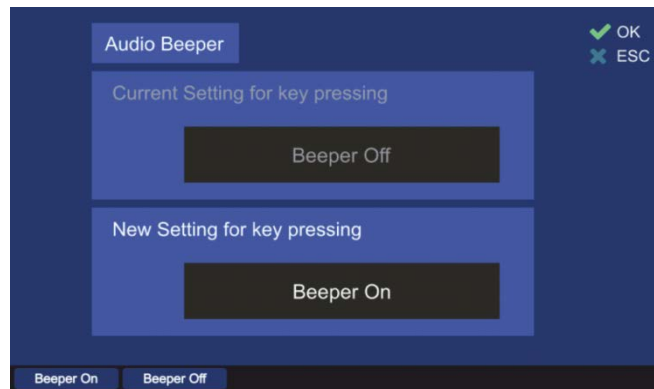 Audio Beeper
OK
ESC
Current Setting for key pressing
Beeper Off
New Setting for key pressing
Beeper On
Beeper On Beeper Off